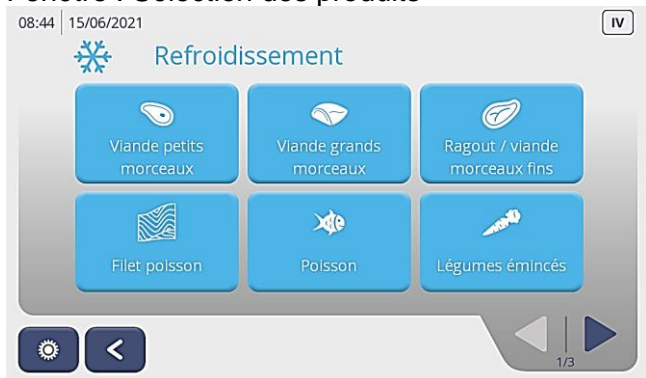 Fenêtre : Sélection des produits
08:44 15/06/2021 IV
Refroidissement
Viande petits
morceaux
Viande grands
morceaux
Ragout / viande
morceaux fins
Filet poisson
Poisson
Légumes émincés
1/3